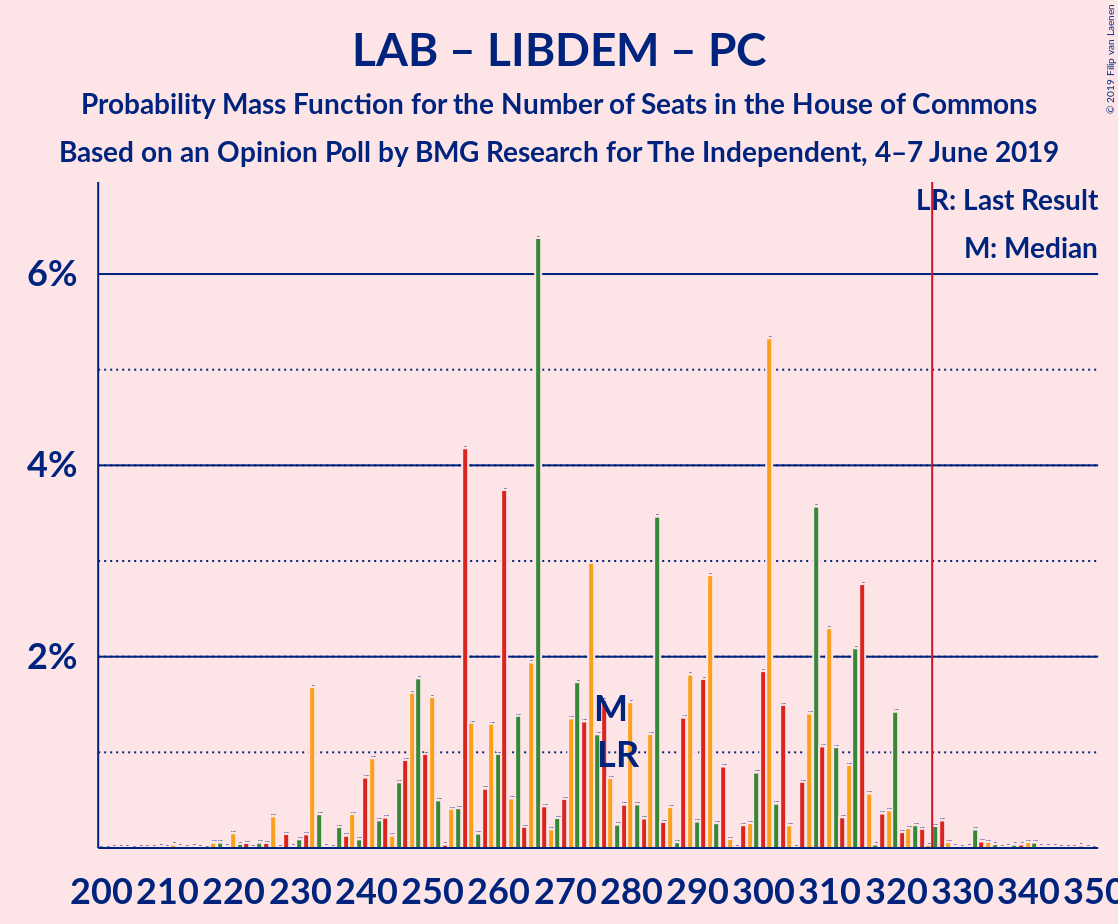 LAB – LIBDEM – PC
Probability Mass Function for the Number of Seats in the House of Commons
Based on an Opinion Poll by BMG Research for The Independent, 4–7 June 2019
© 2019 Filip van Laenen
LR: Last Result
M: Median
6%
4%
2%
M
LR
200 210 220 230 240 250 260 270 280 290 300 310 320 330 340 350